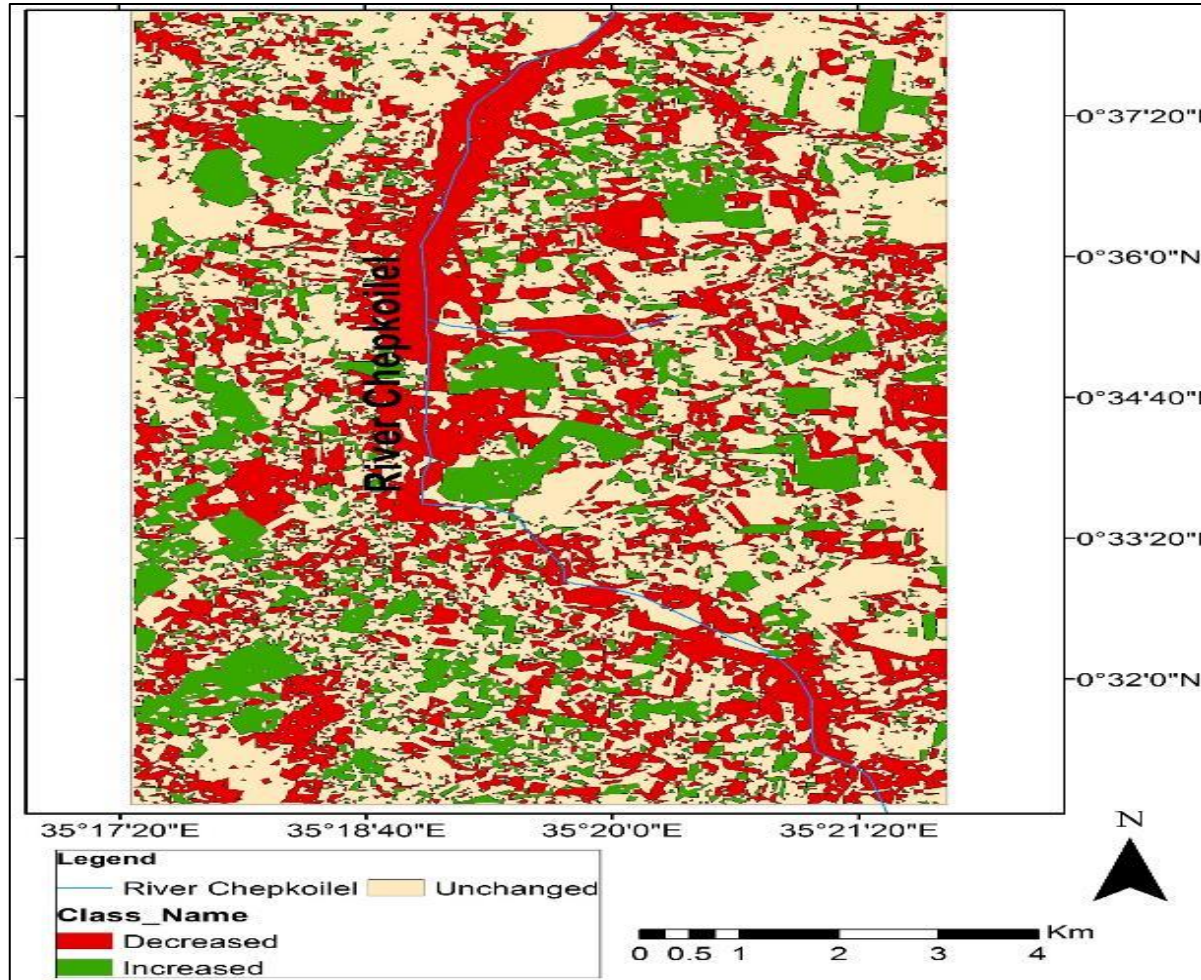 0°37'20"N
0°36'0"N
River Chepkoilel
0°34'40"N
0°33'20"N
0°32'0"N
35°17'20"E 35°18'40"E 35°20'0"E 35°21'20"E
N
Legend
River Chepkoilel Unchanged
Class_Name
Decreased
Increased
0 0.5 1 2 3 4 Km